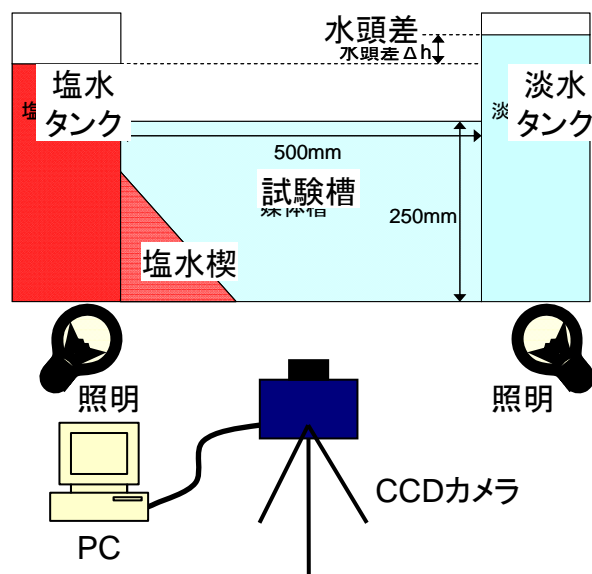 水頭差
水頭差Δh
塩水
タンク
淡水
タンク
500mm
試験槽
250mm
塩水楔
照明
照明
CCDカメラ
PC